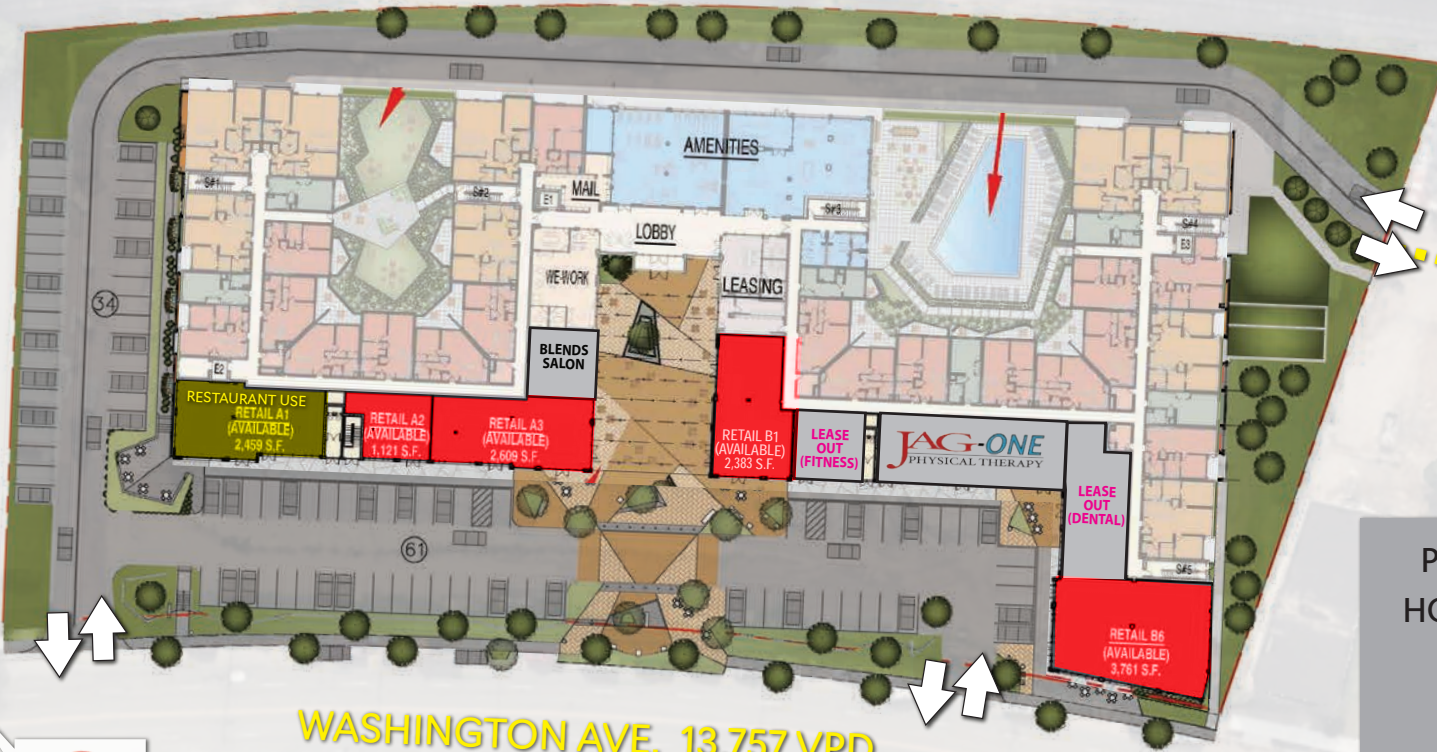 AMENITIES
S#1
S#2
E1
MAIL
S#3
S#4
E3
LOBBY
WE-WORK
LEASING
34
BLENDS
SALON
E2
RESTAURANT USE
RETAIL A1
(AVAILABLE)
2,459 S.F.
RETAIL A2
(AVAILABLE)
1,121 S.F.
RETAIL A3
(AVAILABLE)
2,609 S.F.
RETAIL B1
(AVAILABLE)
2,383 S.F.
LEASE
OUT
(FITNESS)
JAG-ONE
PHYSICAL THERAPY
LEASE
OUT
(DENTAL)
61
S#5
P
HO
RETAIL B6
(AVAILABLE)
3,761 S.F.
WASHINGTON AVE. 13,757 VPD